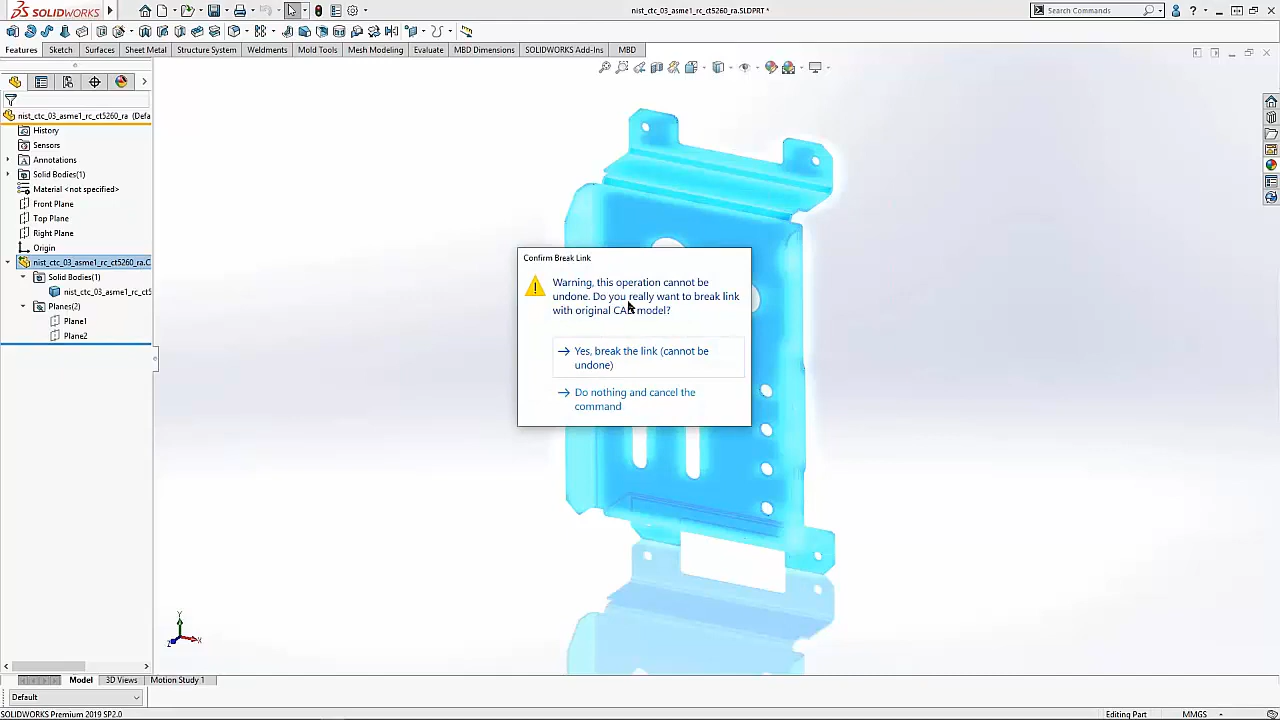 SOLIDWORKS
nist_ctc_03_asme1_rc_ct5260_ra.SLDPRT *
Search Commands
Features
Sketch
Surfaces
Sheet Metal
Structure System
Weldments
Mold Tools
Mesh Modeling
Evaluate
MBD Dimensions
SOLIDWORKS Add-Ins
MBD
nist_ctc_03_asme1_rc_ct5260_ra (Defa
History
Sensors
Annotations
Solid Bodies(1)
Material <not specified>
Front Plane
Top Plane
Right Plane
Origin
nist_ctc_03_asme1_rc_ct5260_ra.C
Solid Bodies(1)
nist_ctc_03_asme1_rc_ct5
Planes(2)
Plane1
Plane2
Confirm Break Link
Warning, this operation cannot be
undone. Do you really want to break link
with original CAD model?
Yes, break the link (cannot be
undone)
Do nothing and cancel the
command
Y
X
Z
Model
3D Views
Motion Study 1
Default
SOLIDWORKS Premium 2019 SP2.0
Editing Part
MMGS